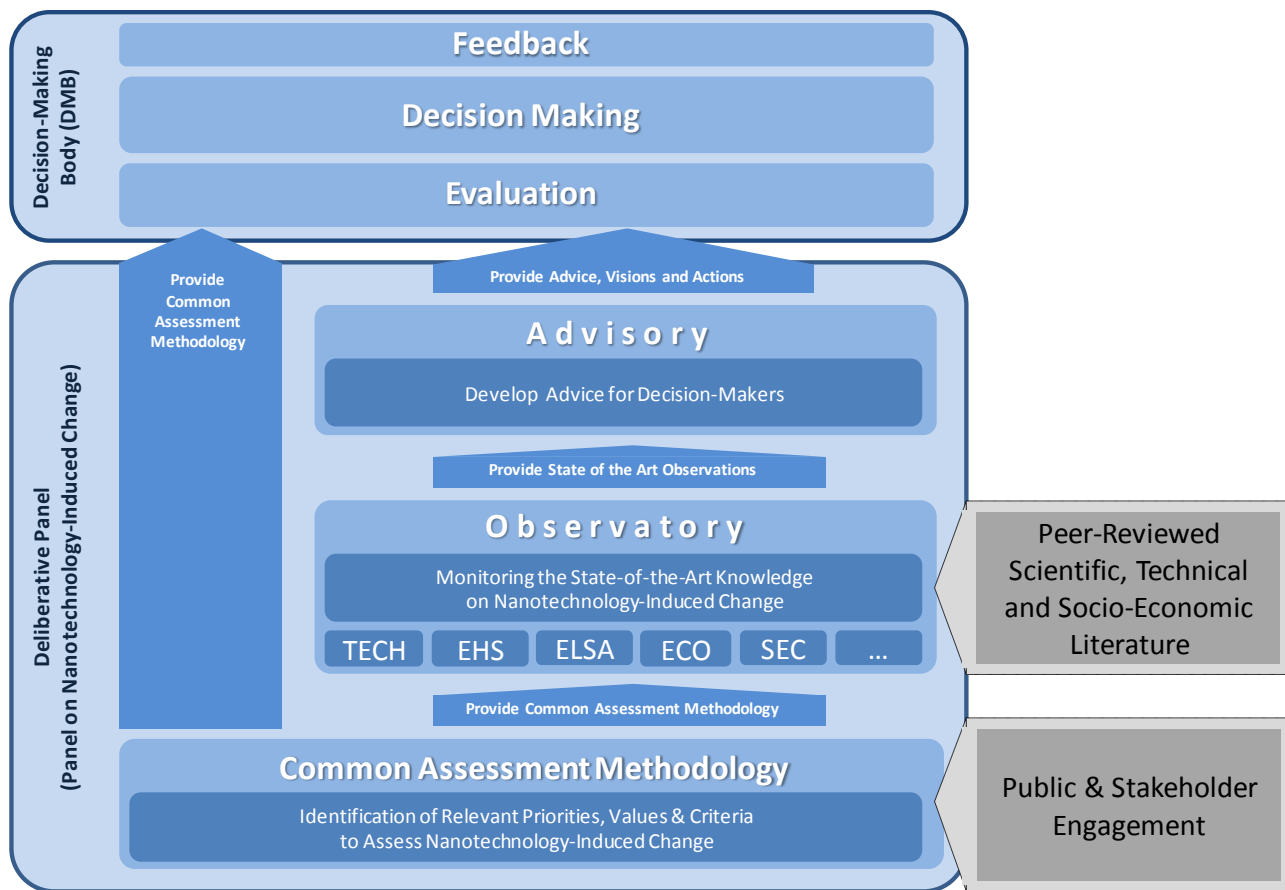 Decision-Making
Body (DMB)
Feedback
Decision Making
Evaluation
Deliberative Panel
(Panel on Nanotechnology-Induced Change)
Provide
Common
Assessment
Methodology
Provide Advice, Visions and Actions
Advisory
Develop Advice for Decision-Makers
Provide State of the Art Observations
Observatory
Monitoring the State-of-the-Art Knowledge
on Nanotechnology-Induced Change
TECH EHS ELSA ECO SEC ...
Provide Common Assessment Methodology
Common Assessment Methodology
Identification of Relevant Priorities, Values & Criteria
to Assess Nanotechnology-Induced Change
Peer-Reviewed
Scientific, Technical
and Socio-Economic
Literature
Public & Stakeholder
Engagement